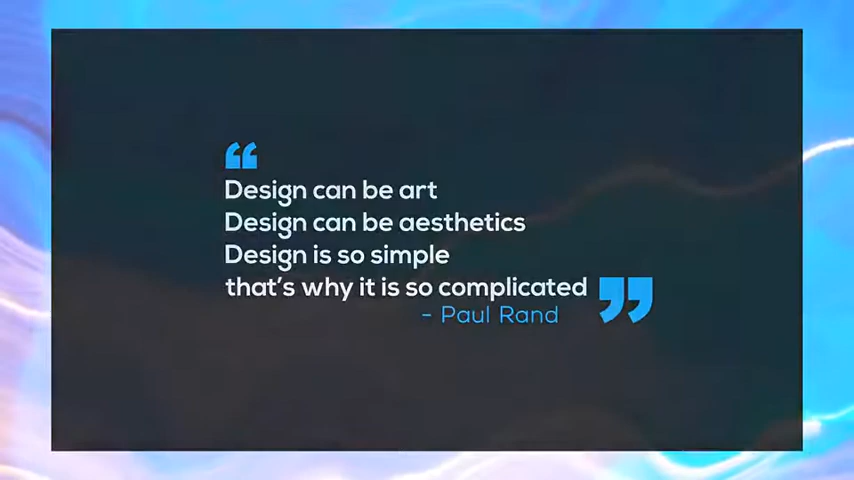 “
Design can be art
Design can be aesthetics
Design is so simple
that's why it is so complicated ”
- Paul Rand